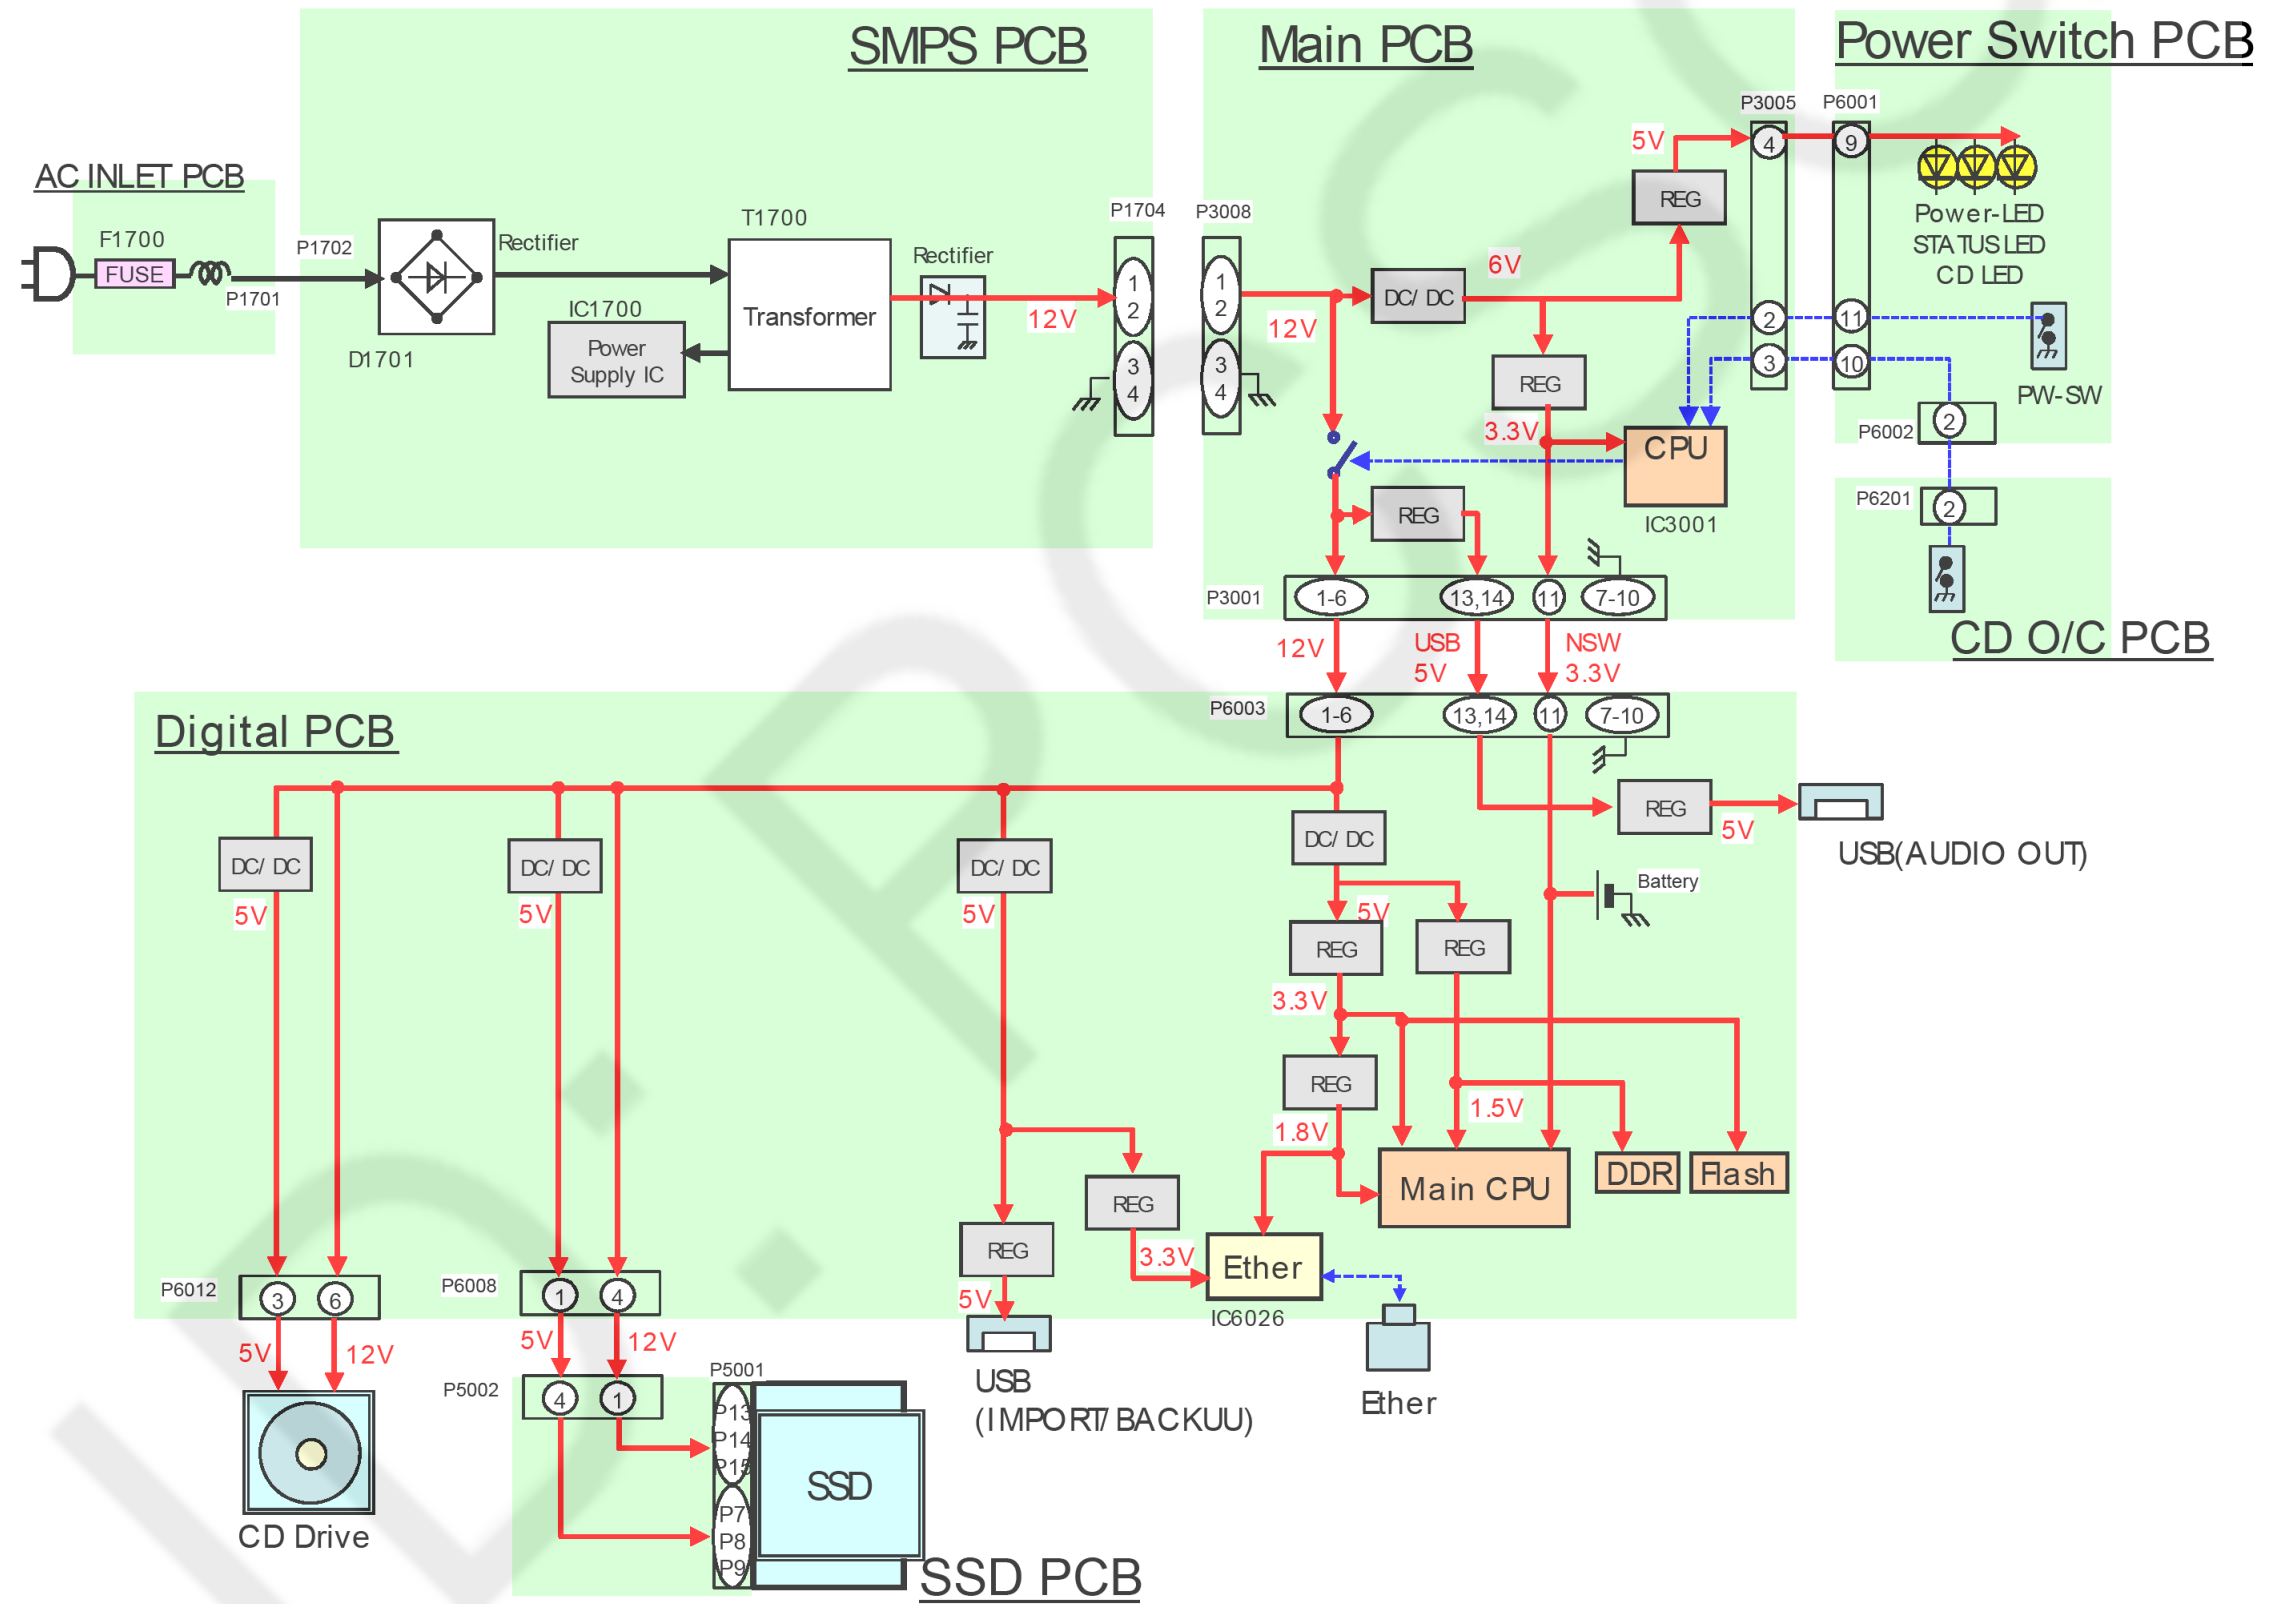 SMPS PCB
Main PCB
Power Switch PCB
AC INLET PCB
F1700
FUSE
P1701
P1702
Rectifier
D1701
T1700
Transformer
IC1700
Power
Supply IC
Rectifier
12V
P1704
1
2
3
4
P3008
1
2
3
4
12V
DC/ DC
6V
REG
5V
P3005
4
2
3
P6001
9
11
10
Power-LED
STATUS LED
CD LED
PW-SW
P6002
2
P6201
2
CD O/C PCB
REG
3.3V
CPU
IC3001
REG
P3001
1-6
13,14
11
7-10
12V
USB
5V
NSW
3.3V
Digital PCB
P6003
1-6
13,14
11
7-10
REG
5V
USB(AUDIO OUT)
DC/ DC
5V
DC/ DC
5V
DC/ DC
5V
DC/ DC
5V
Battery
REG
REG
3.3V
REG
1.5V
1.8V
Main CPU
DDR
Flash
REG
3.3V
Ether
IC6026
Ether
REG
5V
USB
(IMPORT/BACKUU)
P6012
3
6
5V
12V
CD Drive
P6008
1
4
5V
12V
P5002
4
1
P5001
P13
P14
P15
P7
P8
P9
SSD
SSD PCB